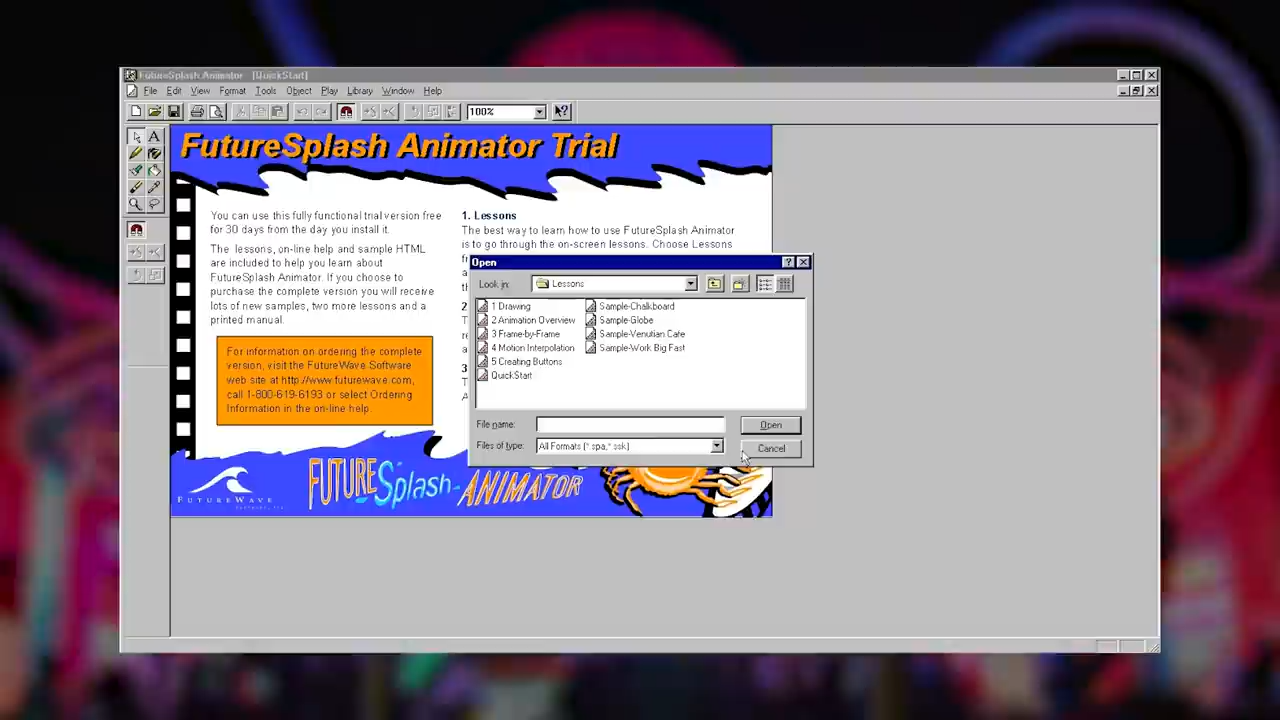 FutureSplash Animator - [QuickStart]
File Edit View Format Tools Object Play Library Window Help
100%
A
FutureSplash Animator Trial
You can use this fully functional trial version free
for 30 days from the day you install it.
The lessons, on-line help and sample HTML
are included to help you learn about
FutureSplash Animator. If you choose to
purchase the complete version you will receive
lots of new samples, two more lessons and a
printed manual.
For information on ordering the complete
version, visit the FutureWave Software
web site at http://www.futurewave.com,
call 1-800-619-6193 or select Ordering
Information in the on-line help.
1. Lessons
The best way to learn how to use FutureSplash Animator
is to go through the on-screen lessons. Choose Lessons
2
3
Open
Look in: Lessons
1 Drawing
2 Animation Overview
3 Frame-by-Frame
4 Motion Interpolation
5 Creating Buttons
QuickStart
Sample-Chalkboard
Sample-Globe
Sample-Venutian Cafe
Sample-Work Big Fast
File name:
Open
Files of type: All Formats (*.spa,*.ssk)
Cancel
FUTUREWAVE
FUTURE Splash- ANIMATOR